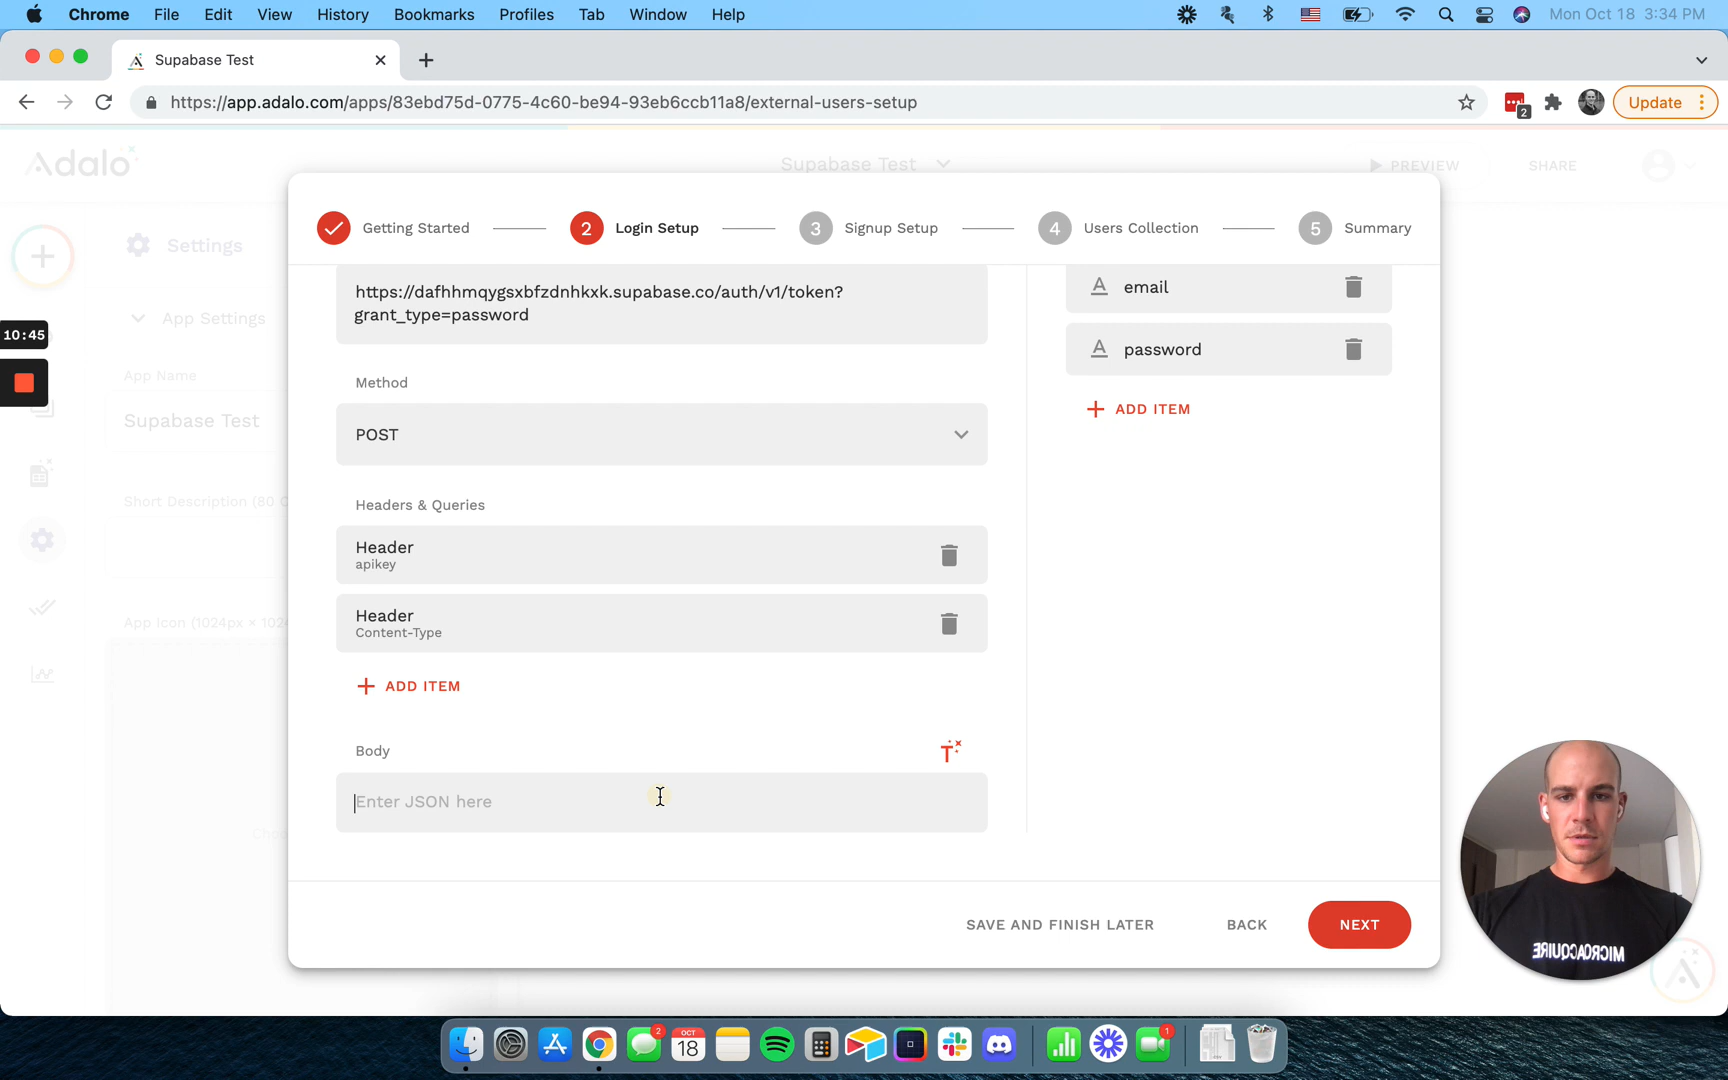 Chrome File Edit View History Bookmarks Profiles Tab Window Help
Mon Oct 18 3:34 PM
Supabase Test
https://app.adalo.com/apps/83ebd75d-0775-4c60-be94-93eb6ccb11a8/external-users-setup
2
Update
Adalo
Supabase Test
PREVIEW
SHARE
Getting Started
2 Login Setup
3 Signup Setup
4 Users Collection
5 Summary
Settings
App Settings
10:45
App Name
Supabase Test
Short Description (80 C
App Icon (1024px × 1024
https://dafhhmqygsxbfzdnhkxk.supabase.co/auth/v1/token?
grant_type=password
Method
POST
Headers & Queries
Header
apikey
Header
Content-Type
ADD ITEM
Body
Enter JSON here
email
password
ADD ITEM
SAVE AND FINISH LATER
BACK
NEXT
MICROACQUIRE
2
OCT
18
1